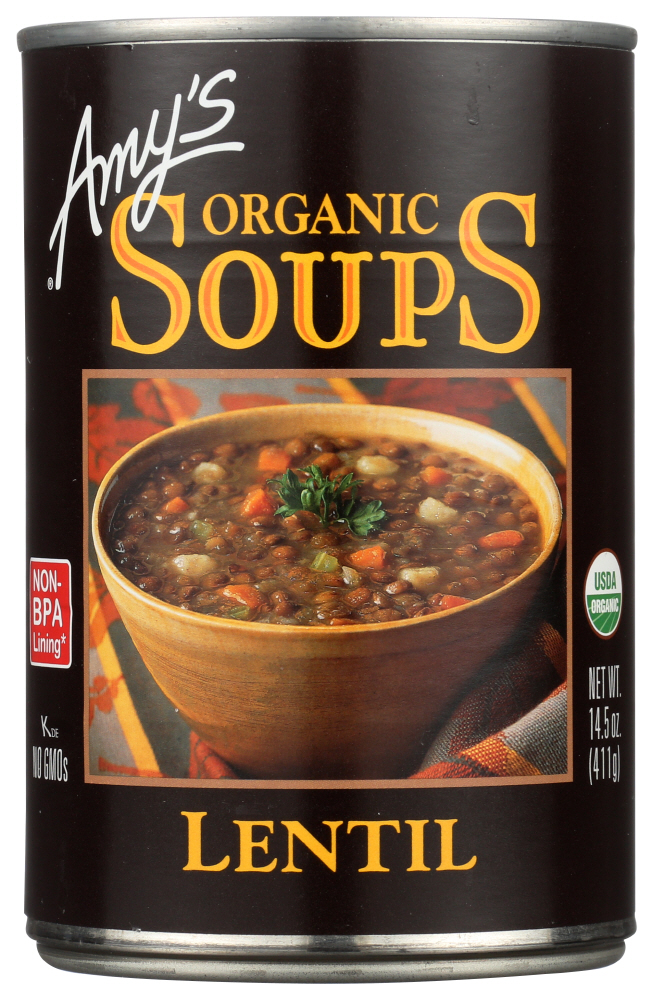 Amy's
®
ORGANIC
SOUPS
NON-
BPA
Lining*
USDA
ORGANIC
K DE
NO GMOs
NET WT.
14.5 oz.
(411g)
LENTIL